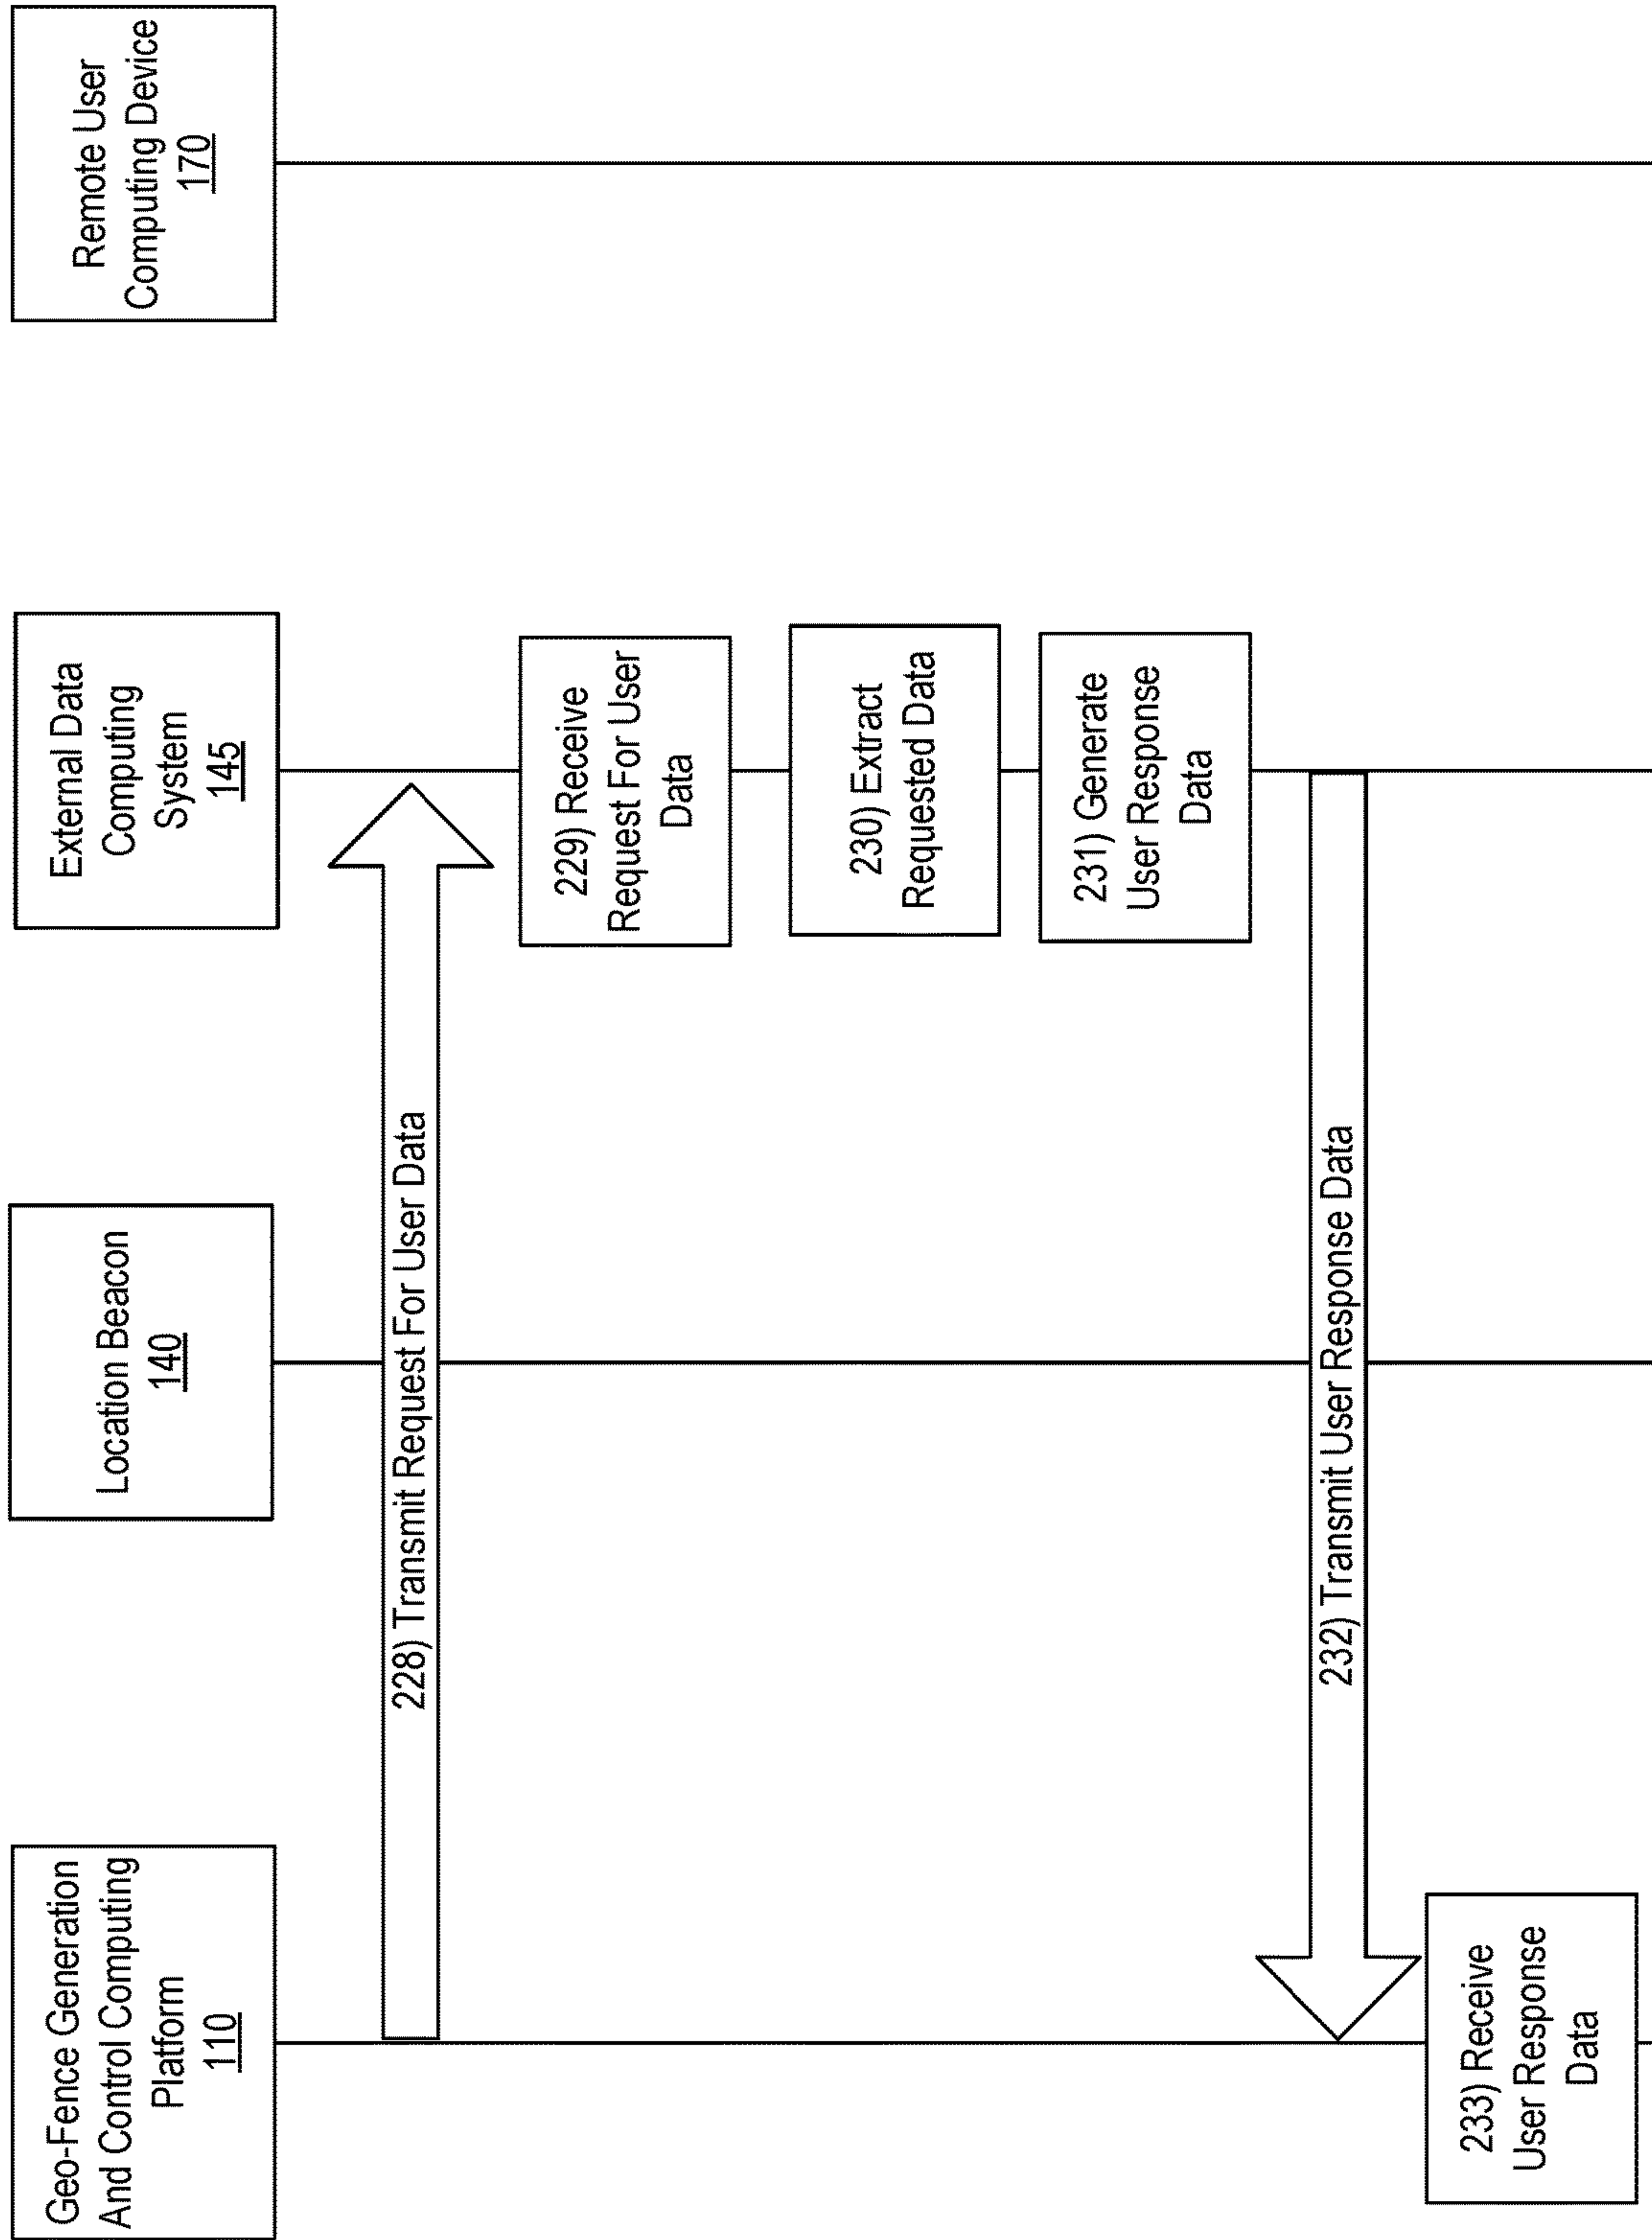 Geo-Fence Generation
And Control Computing
Platform
110
Location Beacon
140
External Data
Computing
System
145
Remote User
Computing Device
170
228) Transmit Request For User Data
229) Receive
Request For User
Data
230) Extract
Requested Data
231) Generate
User Response
Data
232) Transmit User Response Data
233) Receive
User Response
Data